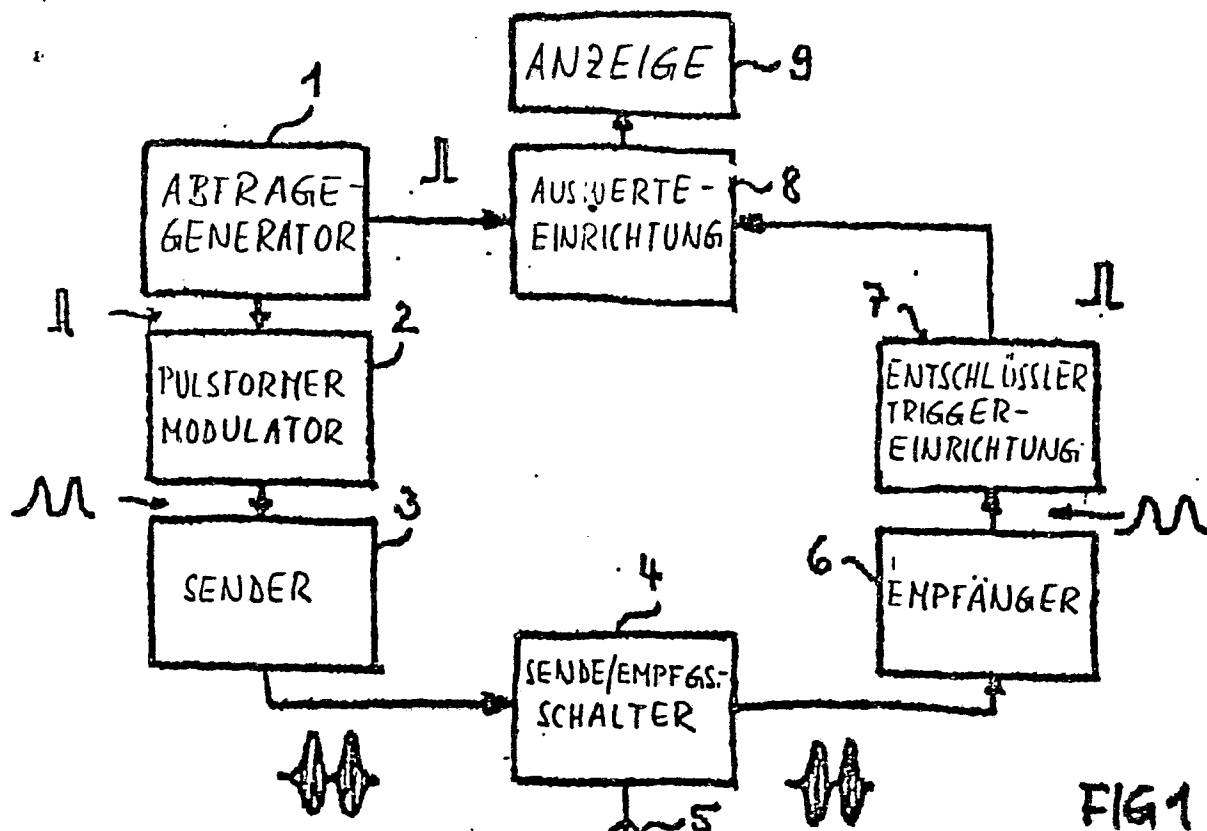 1
ABFRAGE-
GENERATOR
ANZEIGE
9
AUSWERTE-
EINRICHTUNG
8
2
PULSFORMER
MODULATOR
7
ENTSCHLÜSSLER
TRIGGER-
EINRICHTUNG
3
SENDER
4
SENDE/EMPFGS.-
SCHALTER
6
EMPFÄNGER
5
FIG 1